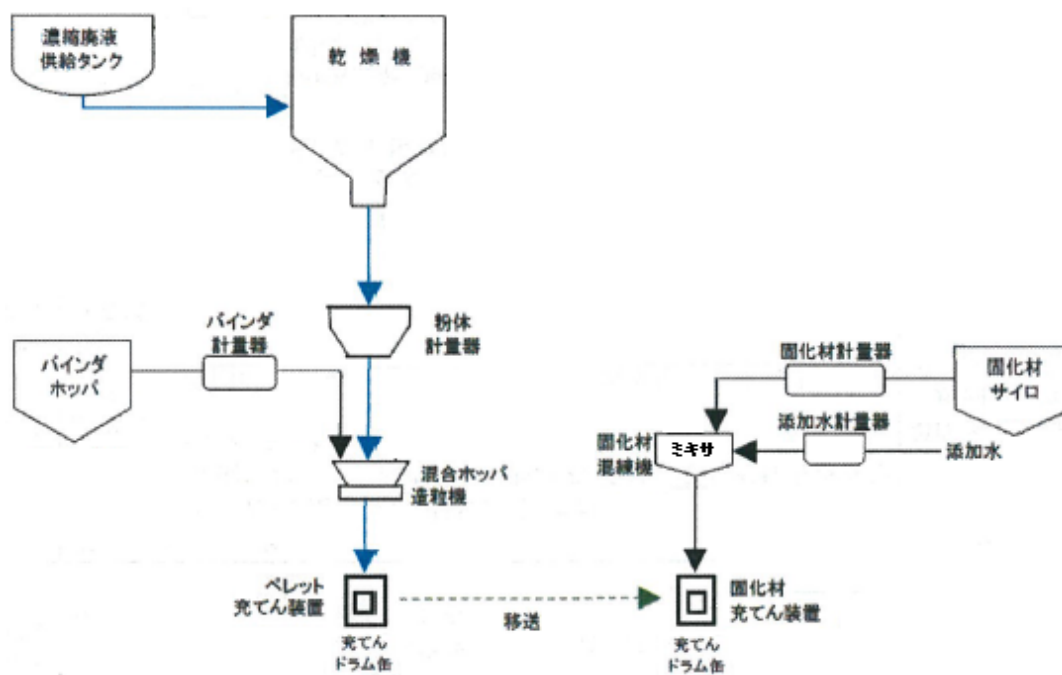 濃縮廃液
供給タンク
乾 燥 機
バインダ
計量器
粉体
計量器
バインダ
ホッパ
固化材計量器
固化材
サイロ
添加水計量器
固化材
混練機
ミキサ
添加水
混合ホッパ
造粒機
ペレット
充てん装置
移送
固化材
充てん装置
充てん
ドラム缶
充てん
ドラム缶